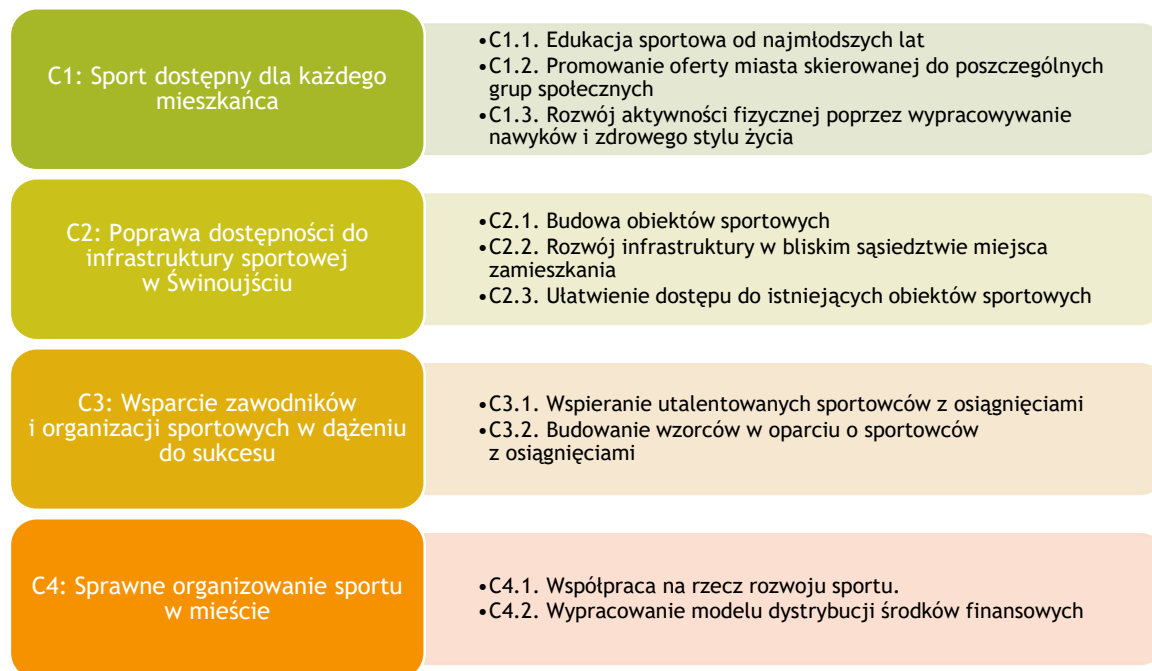 C1: Sport dostępny dla każdego
mieszkańca
•C1.1. Edukacja sportowa od najmłodszych lat
•C1.2. Promowanie oferty miasta skierowanej do poszczególnych
grup społecznych
•C1.3. Rozwój aktywności fizycznej poprzez wypracowywanie
nawyków i zdrowego stylu życia
C2: Poprawa dostępności do
infrastruktury sportowej
w Świnoujściu
•C2.1. Budowa obiektów sportowych
•C2.2. Rozwój infrastruktury w bliskim sąsiedztwie miejsca
zamieszkania
•C2.3. Ułatwienie dostępu do istniejących obiektów sportowych
C3: Wsparcie zawodników
i organizacji sportowych w dążeniu
do sukcesu
•C3.1. Wspieranie utalentowanych sportowców z osiągnięciami
•C3.2. Budowanie wzorców w oparciu o sportowców
z osiągnięciami
C4: Sprawne organizowanie sportu
w mieście
•C4.1. Współpraca na rzecz rozwoju sportu.
•C4.2. Wypracowanie modelu dystrybucji środków finansowych